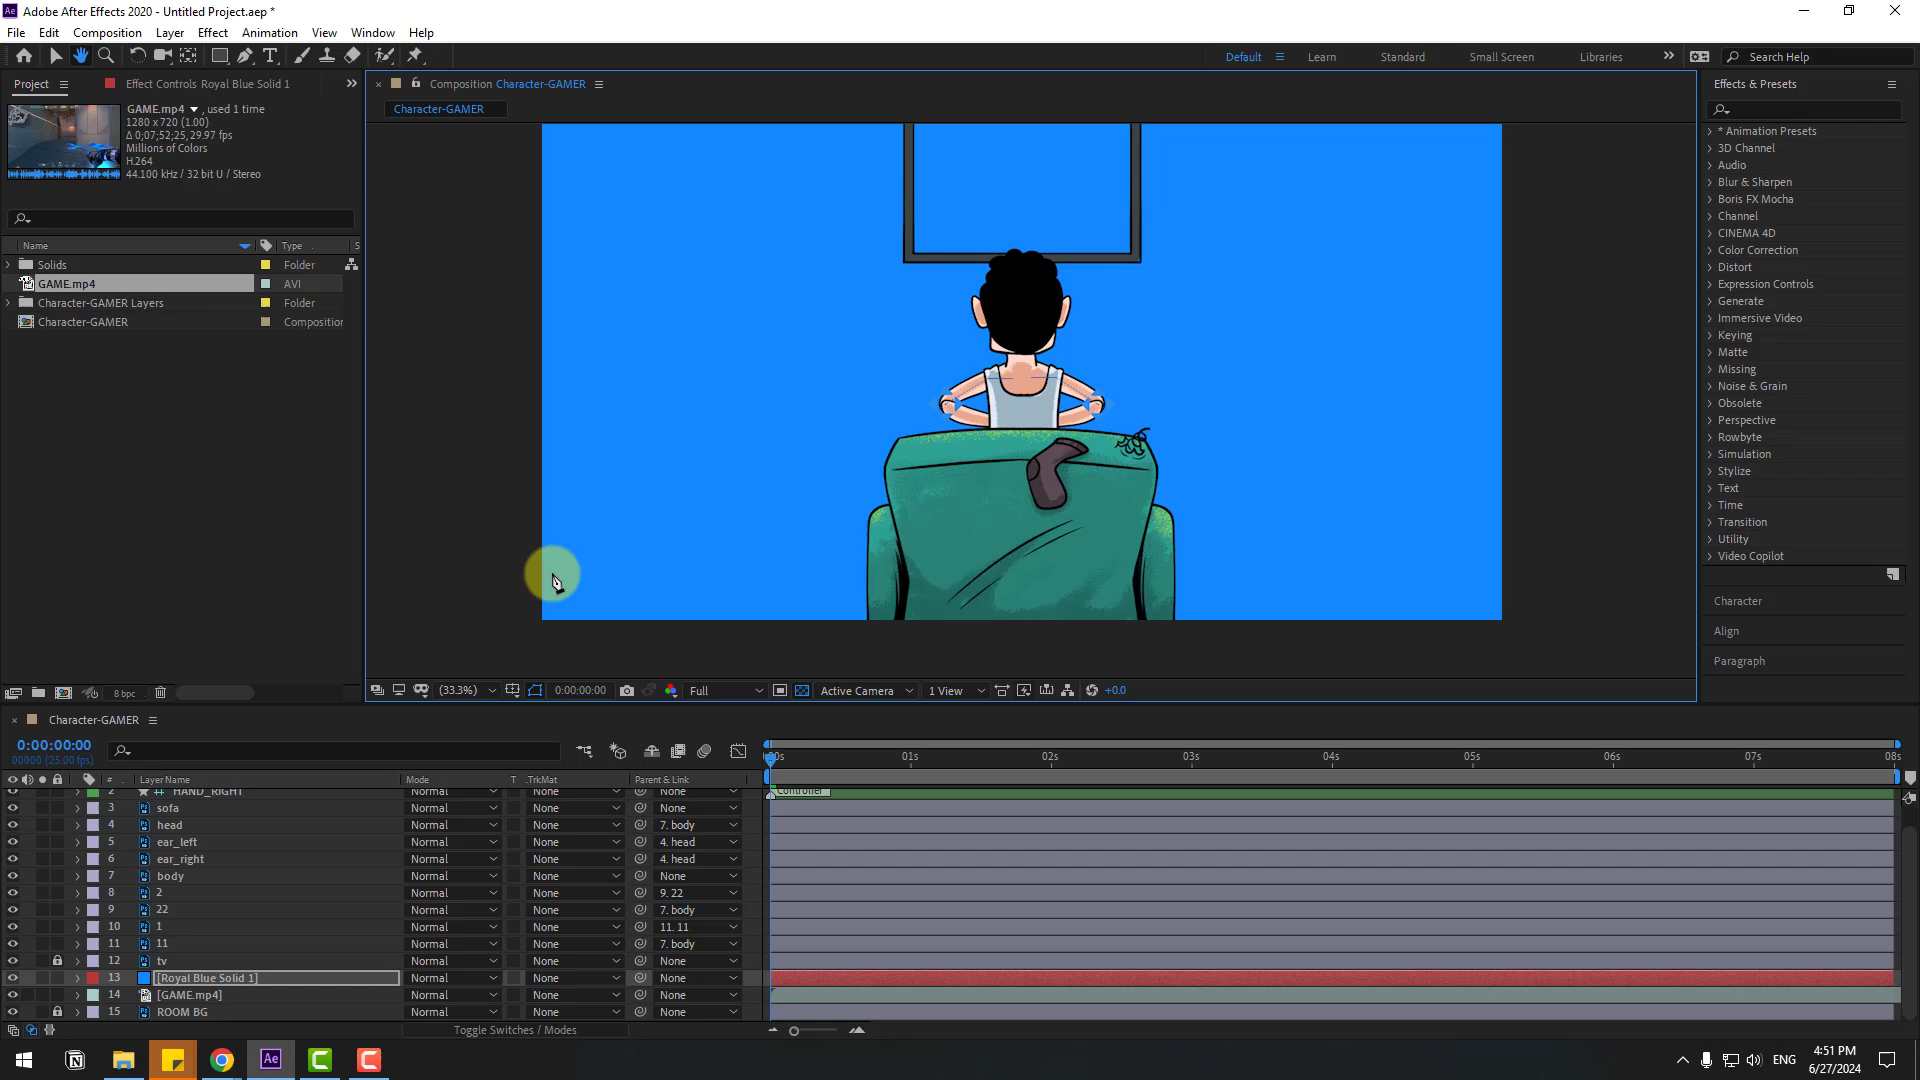 Adobe After Effects 2020 - Untitled Project.aep *
File Edit Composition Layer Effect Animation View Window Help
Default Learn Standard Small Screen Libraries Search Help
Project Effect Controls Royal Blue Solid 1
GAME.mp4 , used 1 time
1280 x 720 (1.00)
Δ 0;07;52;25, 29.97 fps
Millions of Colors
H.264
44.100 kHz / 32 bit U / Stereo
Name Type S
Solids Folder
GAME.mp4 AVI
Character-GAMER Layers Folder
Character-GAMER Composition
8 bpc
Composition Character-GAMER
Character-GAMER
(33.3%) 0:00:00:00 Full Active Camera 1 View +0.0
Effects & Presets
* Animation Presets
3D Channel
Audio
Blur & Sharpen
Boris FX Mocha
Channel
CINEMA 4D
Color Correction
Distort
Expression Controls
Generate
Immersive Video
Keying
Matte
Missing
Noise & Grain
Obsolete
Perspective
Rowbyte
Simulation
Stylize
Text
Time
Transition
Utility
Video Copilot
Character
Align
Paragraph
Character-GAMER
0:00:00:00
00000 (25.00 fps)
00s 01s 02s 03s 04s 05s 06s 07s 08s
# Layer Name Mode T .TrkMat Parent & Link
2 HAND_RIGHT Normal None None Controller
3 sofa Normal None None
4 head Normal None 7. body
5 ear_left Normal None 4. head
6 ear_right Normal None 4. head
7 body Normal None None
8 2 Normal None 9. 22
9 22 Normal None 7. body
10 1 Normal None 11. 11
11 11 Normal None 7. body
12 tv Normal None None
13 [Royal Blue Solid 1] Normal None None
14 [GAME.mp4] Normal None None
15 ROOM BG Normal None None
Toggle Switches / Modes
ENG
4:51 PM
6/27/2024